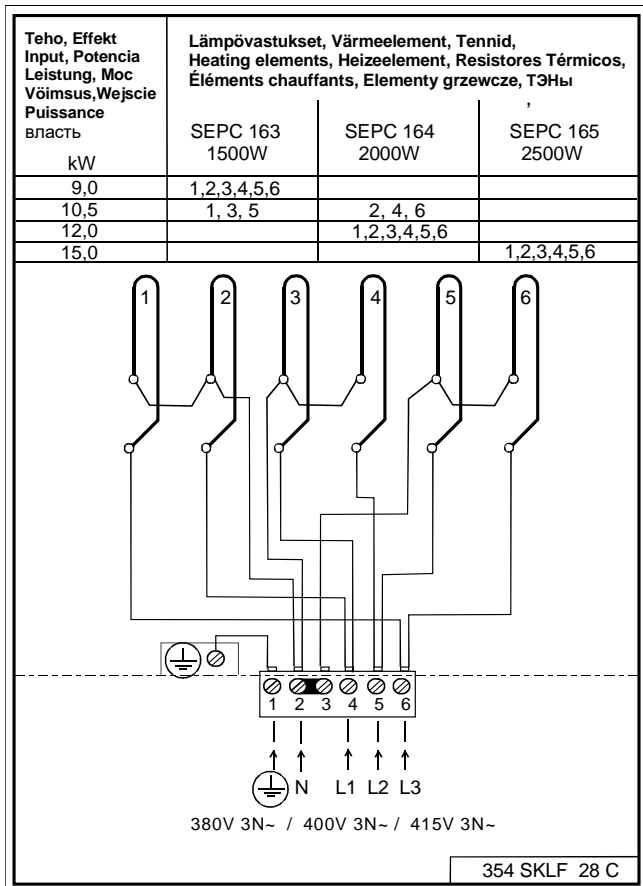 Teho, Effekt
Input, Potencia
Leistung, Moc
Vöimsus,Wejscie
Puissance
власть
kW
Lämpövastukset, Värmeelement, Tennid,
Heating elements, Heizeelement, Resistores Térmicos,
Éléments chauffants, Elementy grzewcze, ТЭНы
,
SEPC 163 SEPC 164 SEPC 165
1500W 2000W 2500W
9,0 1,2,3,4,5,6
10,5 1, 3, 5 2, 4, 6
12,0 1,2,3,4,5,6
15,0 1,2,3,4,5,6
1 2 3 4 5 6
1 2 3 4 5 6
N L1 L2 L3
380V 3N~ / 400V 3N~ / 415V 3N~
354 SKLF 28 C